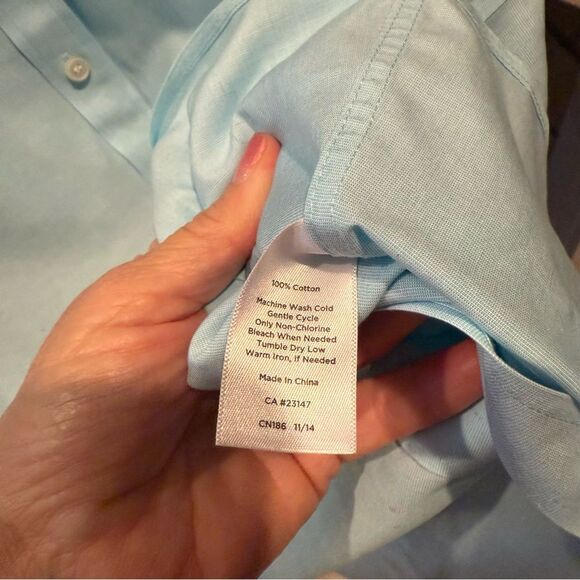 100% Cotton
Machine Wash Cold
Gentle Cycle
Only Non-Chlorine
Bleach When Needed
Tumble Dry Low
Warm Iron, If Needed
Made In China
CA #23147
CN186 11/14